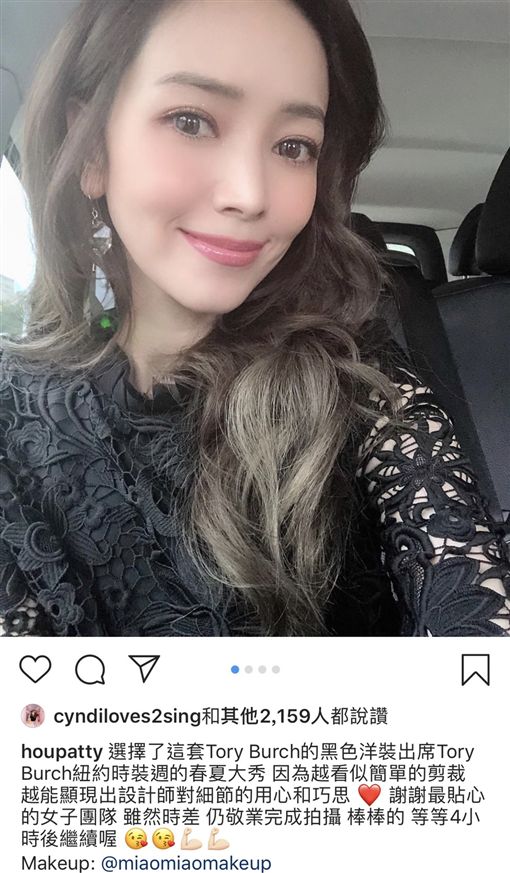 cyndiloves2sing和其他2,159人都說讚
houpatty 選擇了這套Tory Burch的黑色洋裝出席Tory
Burch紐約時裝週的春夏大秀 因為越看似簡單的剪裁
越能顯現出設計師對細節的用心和巧思 ❤️ 謝謝最貼心
的女子團隊 雖然時差 仍敬業完成拍攝 棒棒的 等等4小
時後繼續喔 😘😘💪🏻💪🏻
Makeup: @miaomiaomakeup